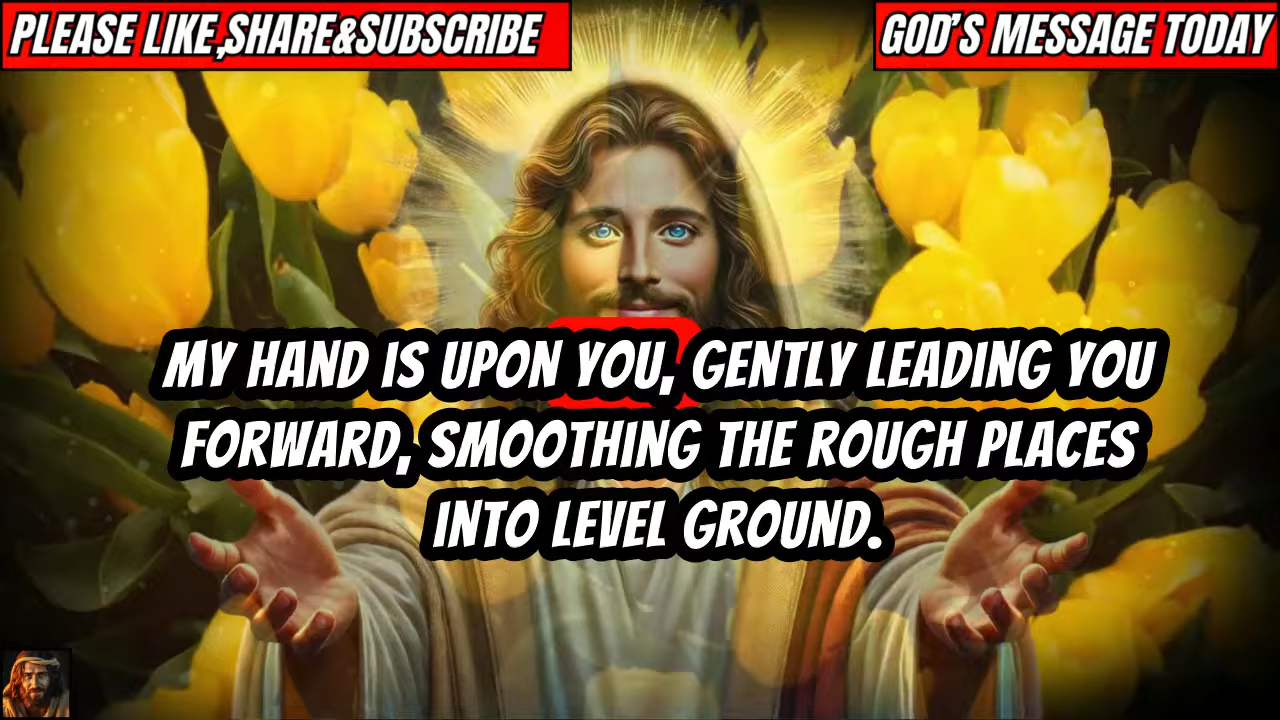 PLEASE LIKE,SHARE&SUBSCRIBE
GOD'S MESSAGE TODAY
MY HAND IS UPON YOU, GENTLY LEADING YOU
FORWARD, SMOOTHING THE ROUGH PLACES
INTO LEVEL GROUND.